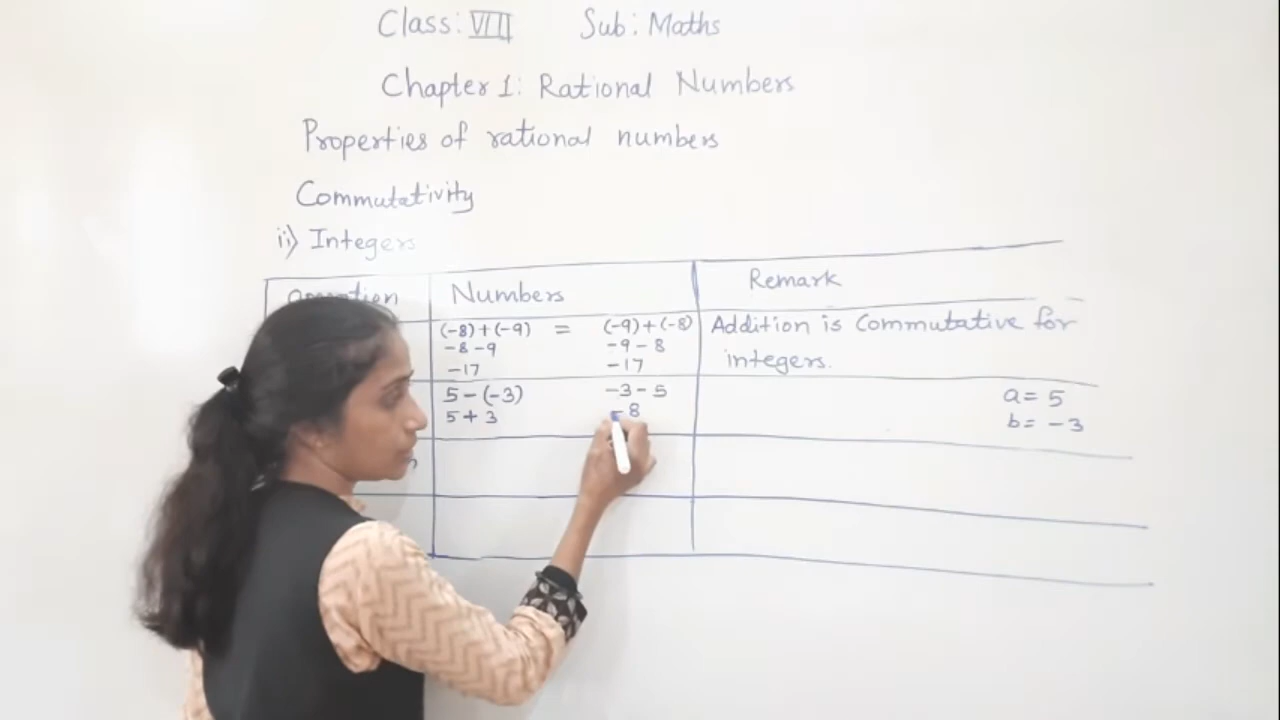 Class: VIII Sub: Maths
Chapter 1: Rational Numbers
Properties of rational numbers
Commutativity
ii) Integers
Operation Numbers Remark
(-8)+(-9) = (-9)+(-8) Addition is Commutative for
-8-9 -9-8 integers.
-17 -17
5-(-3) -3-5 a= 5
5+3 -8 b= -3